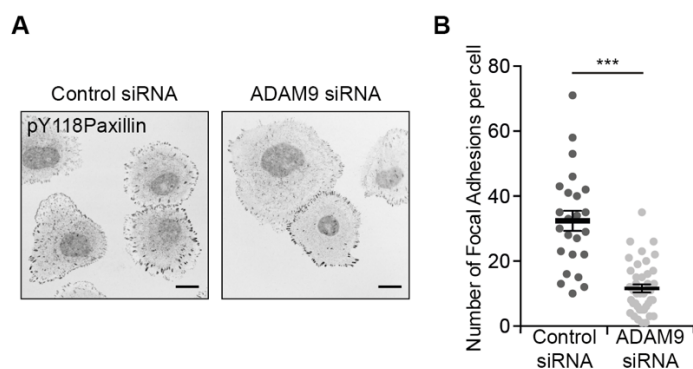 A
Control siRNA
ADAM9 siRNA
pY118Paxillin
B
Number of Focal Adhesions per cell
80
60
40
20
0
***
Control
siRNA
ADAM9
siRNA